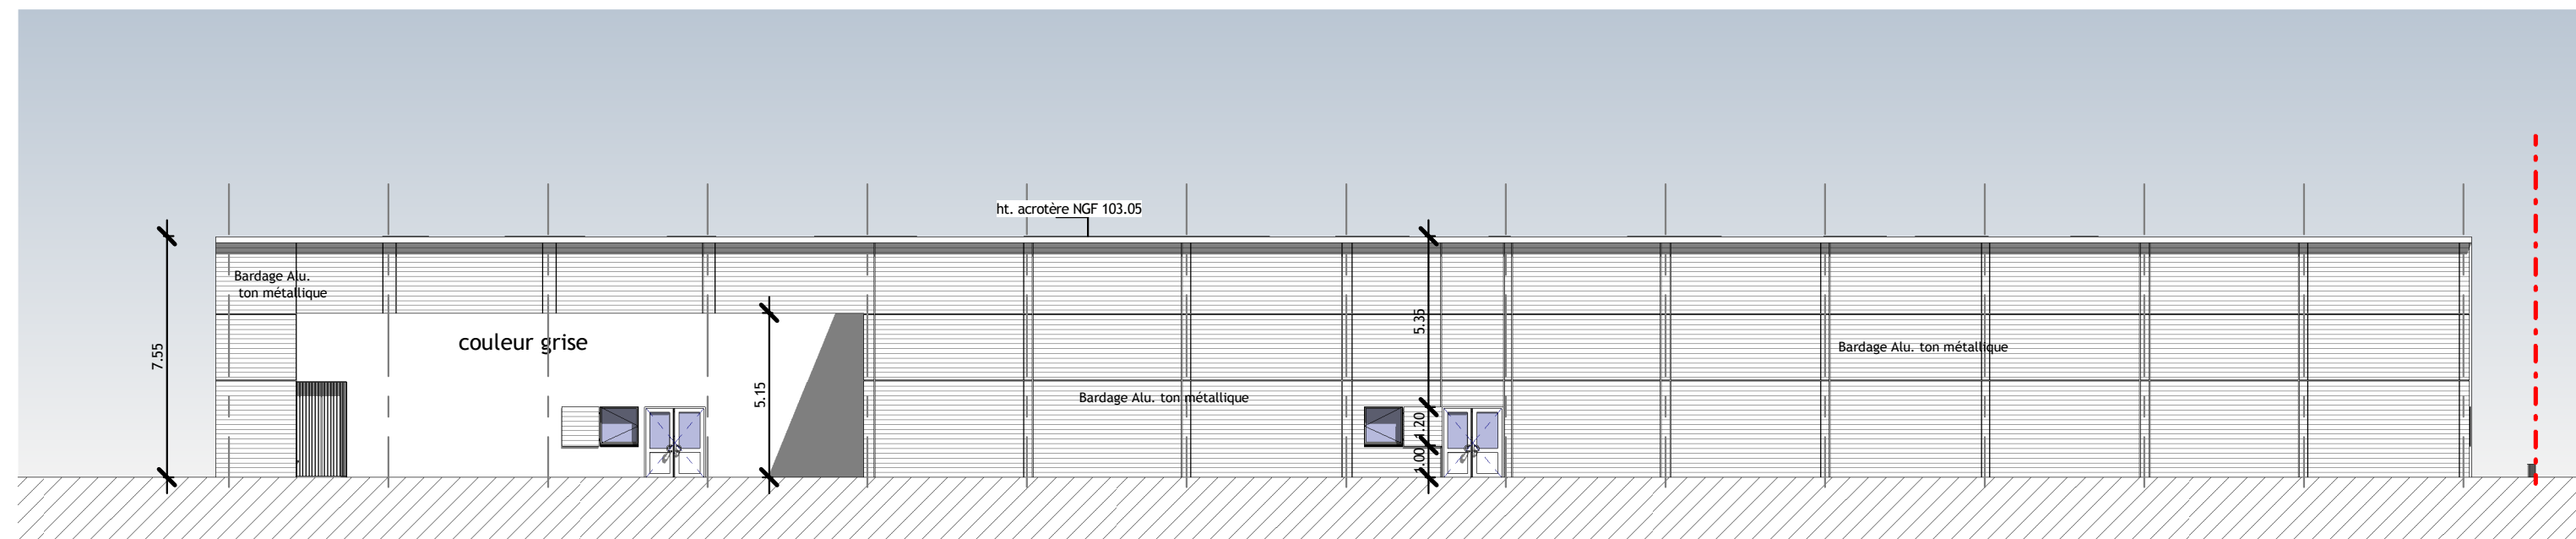 ht. acrotère NGF 103.05
Bardage Alu.
ton métallique
couleur grise
7.55
5.15
5.35
1.20
1.00
Bardage Alu. ton métallique
Bardage Alu. ton métallique